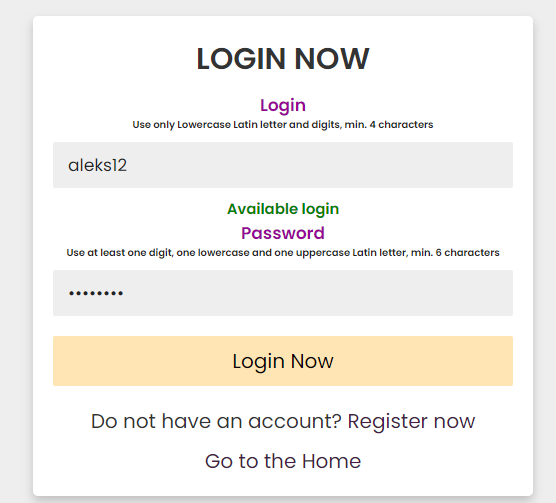 LOGIN NOW
Login
Use only Lowercase Latin letter and digits, min. 4 characters
aleks12
Available login
Password
Use at least one digit, one lowercase and one uppercase Latin letter, min. 6 characters
••••••••
Login Now
Do not have an account? Register now
Go to the Home